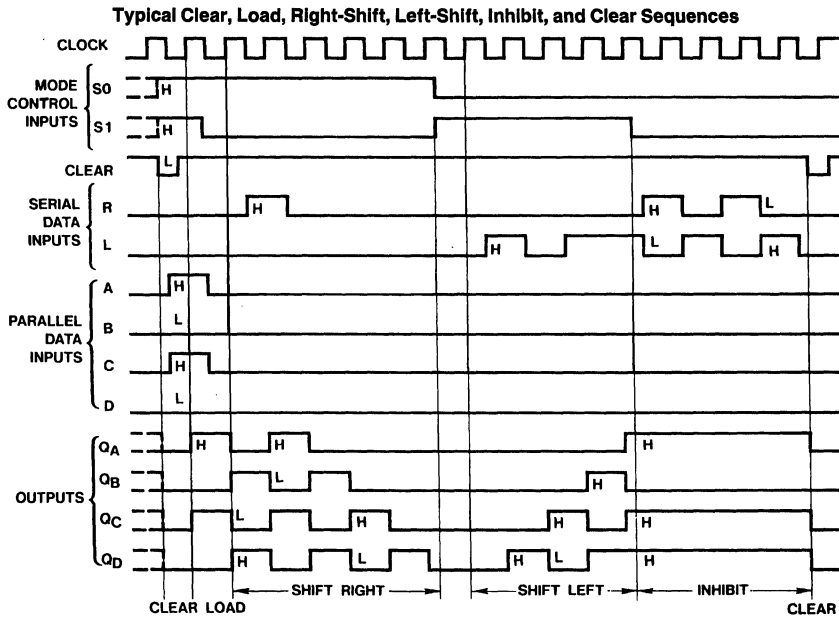 Typical Clear, Load, Right-Shift, Left-Shift, Inhibit, and Clear Sequences
CLOCK
MODE
CONTROL
INPUTS
S0
H
S1
H
CLEAR
L
SERIAL
DATA
INPUTS
R
H
H
L
L
H
L
H
PARALLEL
DATA
INPUTS
A
H
B
L
C
H
D
L
OUTPUTS
QA
H
H
H
QB
L
H
QC
L
H
H
H
QD
H
L
H
L
H
SHIFT RIGHT
SHIFT LEFT
INHIBIT
CLEAR LOAD
CLEAR